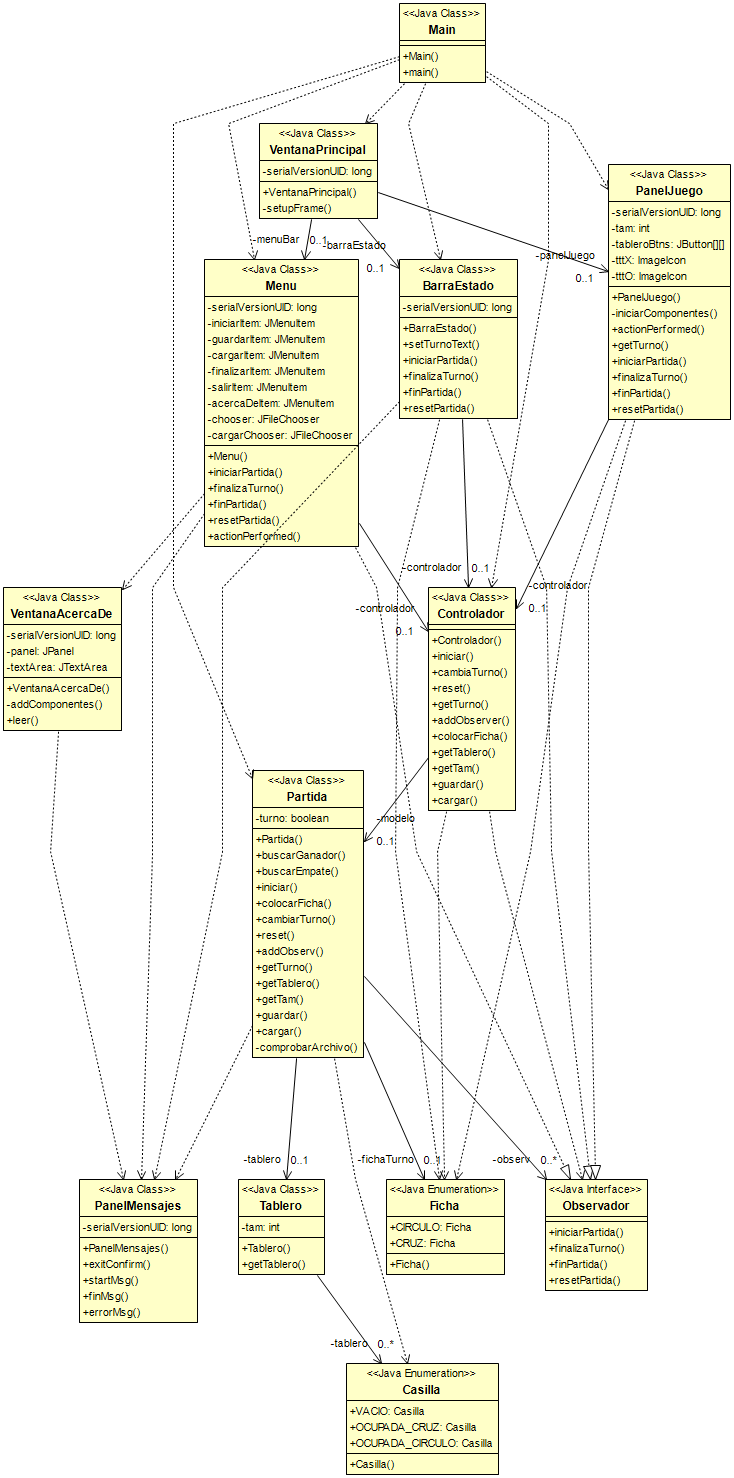 <<Java Class>>
Main
+Main()
+main()
<<Java Class>>
VentanaPrincipal
-serialVersionUID: long
+VentanaPrincipal()
-setupFrame()
<<Java Class>>
PanelJuego
-serialVersionUID: long
-tam: int
-tableroBtns: JButton[][]
-tttX: ImageIcon
-tttO: ImageIcon
+PanelJuego()
-iniciarComponentes()
+actionPerformed()
+getTurno()
+iniciarPartida()
+finalizaTurno()
+finPartida()
+resetPartida()
-menuBar
0..1
-barraEstado
0..1
-panelJuego
0..1
<<Java Class>>
Menu
-serialVersionUID: long
-iniciarItem: JMenuItem
-guardarItem: JMenuItem
-cargarItem: JMenuItem
-finalizarItem: JMenuItem
-salirItem: JMenuItem
-acercaDeItem: JMenuItem
-chooser: JFileChooser
-cargarChooser: JFileChooser
+Menu()
+iniciarPartida()
+finalizaTurno()
+finPartida()
+resetPartida()
+actionPerformed()
<<Java Class>>
BarraEstado
-serialVersionUID: long
+BarraEstado()
+setTurnoText()
+iniciarPartida()
+finalizaTurno()
+finPartida()
+resetPartida()
-controlador
0..1
-controlador
0..1
-controlador
0..1
<<Java Class>>
VentanaAcercaDe
-serialVersionUID: long
-panel: JPanel
-textArea: JTextArea
+VentanaAcercaDe()
-addComponentes()
+leer()
<<Java Class>>
Controlador
+Controlador()
+iniciar()
+cambiaTurno()
+reset()
+getTurno()
+addObserver()
+colocarFicha()
+getTablero()
+getTam()
+guardar()
+cargar()
<<Java Class>>
Partida
-turno: boolean
+Partida()
+buscarGanador()
+buscarEmpate()
+iniciar()
+colocarFicha()
+cambiarTurno()
+reset()
+addObserv()
+getTurno()
+getTablero()
+getTam()
+guardar()
+cargar()
-comprobarArchivo()
-modelo
0..1
-tablero
0..1
-fichaTurno
0..1
-observ
0..*
<<Java Class>>
PanelMensajes
-serialVersionUID: long
+PanelMensajes()
+exitConfirm()
+startMsg()
+finMsg()
+errorMsg()
<<Java Class>>
Tablero
-tam: int
+Tablero()
+getTablero()
<<Java Enumeration>>
Ficha
+CIRCULO: Ficha
+CRUZ: Ficha
+Ficha()
<<Java Interface>>
Observador
+iniciarPartida()
+finalizaTurno()
+finPartida()
+resetPartida()
-tablero
0..*
<<Java Enumeration>>
Casilla
+VACIO: Casilla
+OCUPADA_CRUZ: Casilla
+OCUPADA_CIRCULO: Casilla
+Casilla()